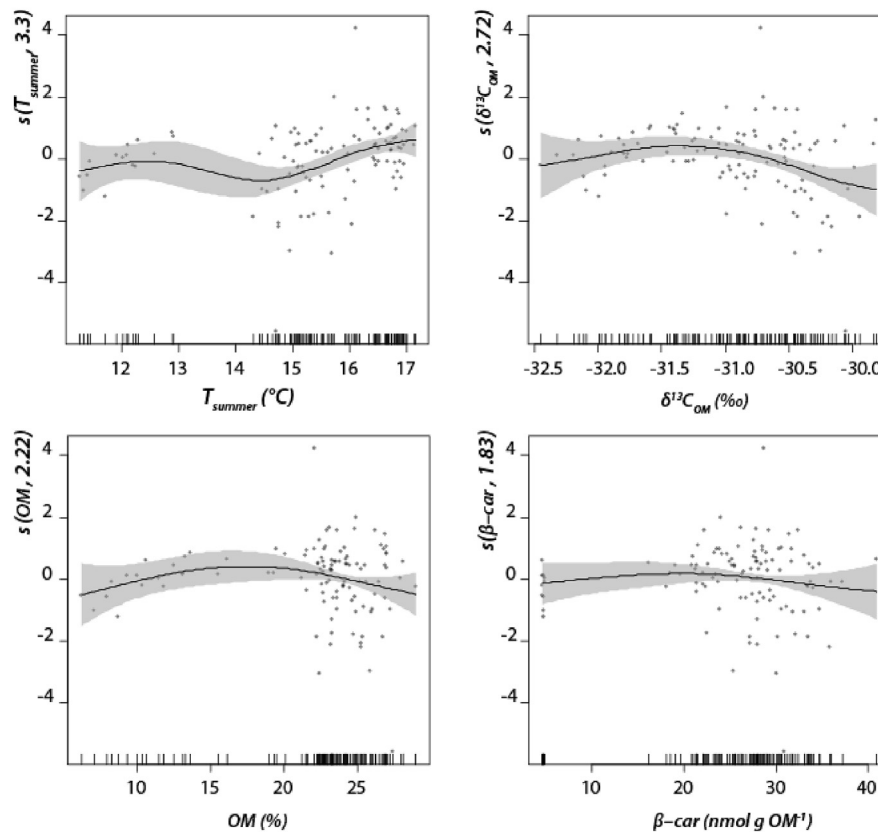 s (T_summer, 3.3)
4
2
0
-2
-4
12 13 14 15 16 17
T_summer (°C)
s (δ¹³C_OM, 2.72)
4
2
0
-2
-4
-32.5 -32.0 -31.5 -31.0 -30.5 -30.0
δ¹³C_OM (‰)
s (OM, 2.22)
4
2
0
-2
-4
10 15 20 25
OM (%)
s (β–car , 1.83)
4
2
0
-2
-4
10 20 30 40
β–car (nmol g OM⁻¹)